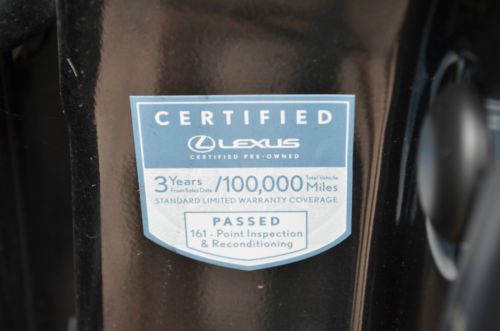 CERTIFIED
LEXUS
CERTIFIED PRE-OWNED
3 Years From Sales Date /100,000 Total Vehicle Miles
STANDARD LIMITED WARRANTY COVERAGE
PASSED
161 - Point Inspection
& Reconditioning